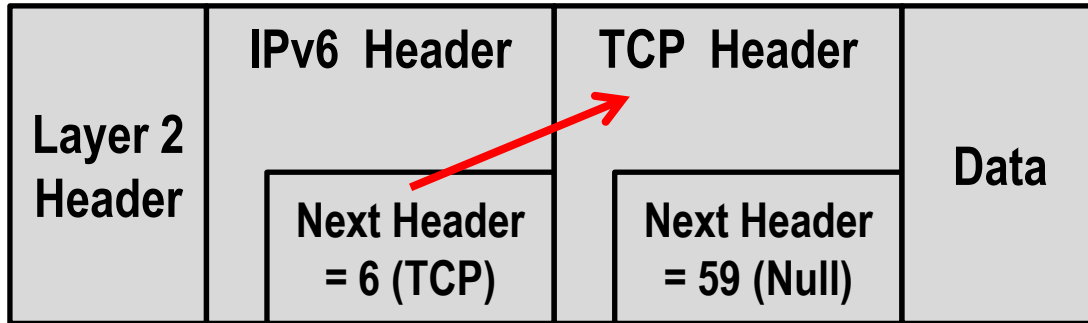 Layer 2
Header
IPv6 Header
Next Header
= 6 (TCP)
TCP Header
Next Header
= 59 (Null)
Data